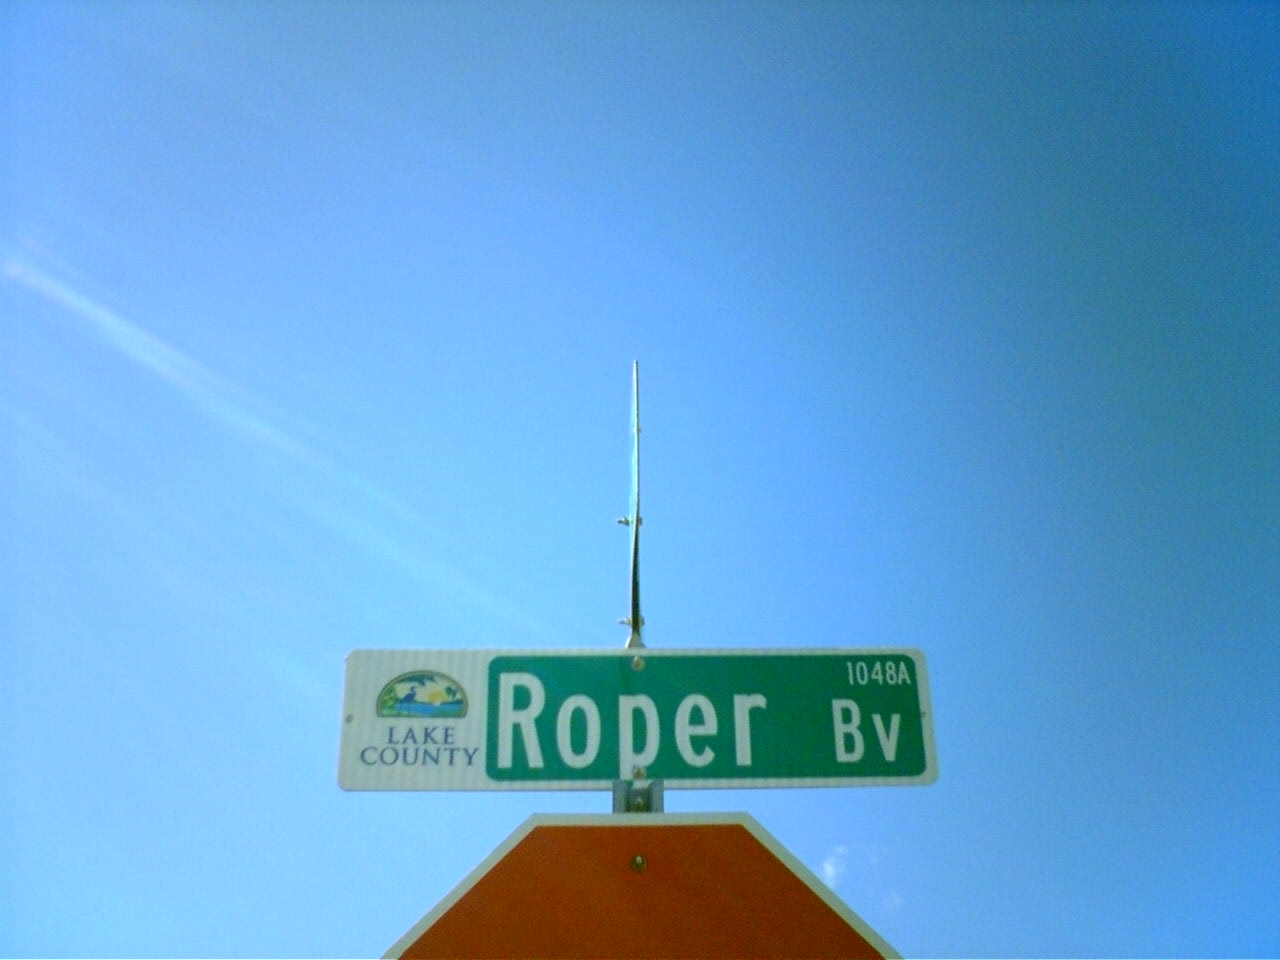 LAKE
COUNTY
Roper Bv
1048A